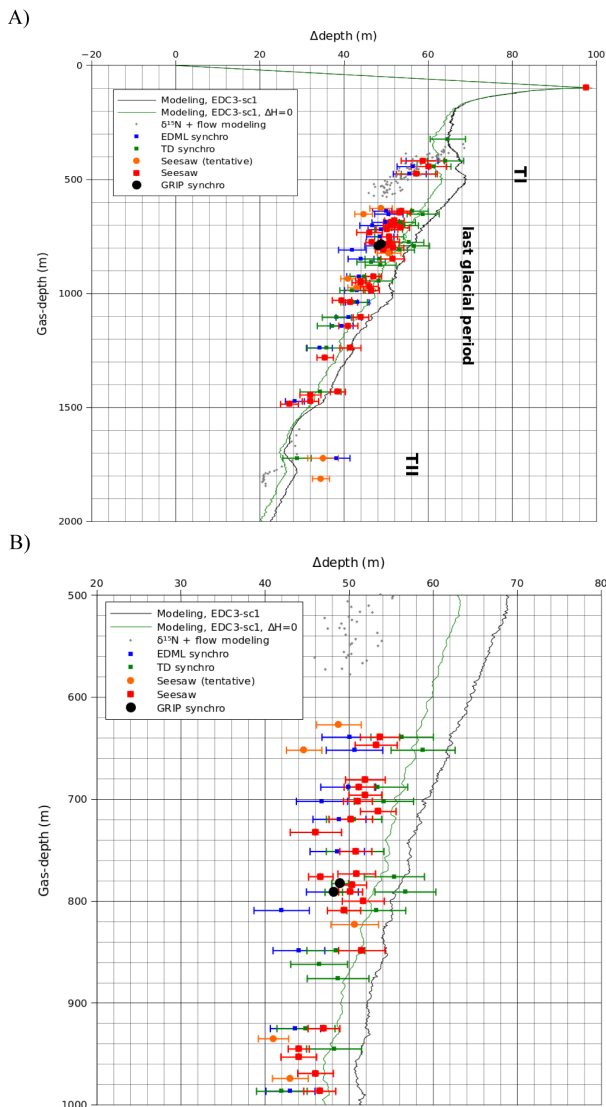 A)
Δdepth (m)
−20 0 20 40 60 80 100
Gas-depth (m)
0
500
1000
1500
2000
Modeling, EDC3-sc1
Modeling, EDC3-sc1, ΔH=0
δ¹⁵N + flow modeling
EDML synchro
TD synchro
Seesaw (tentative)
Seesaw
GRIP synchro
TI
last glacial period
TII
B)
Δdepth (m)
20 30 40 50 60 70 80
Gas-depth (m)
500
600
700
800
900
1000
Modeling, EDC3-sc1
Modeling, EDC3-sc1, ΔH=0
δ¹⁵N + flow modeling
EDML synchro
TD synchro
Seesaw (tentative)
Seesaw
GRIP synchro